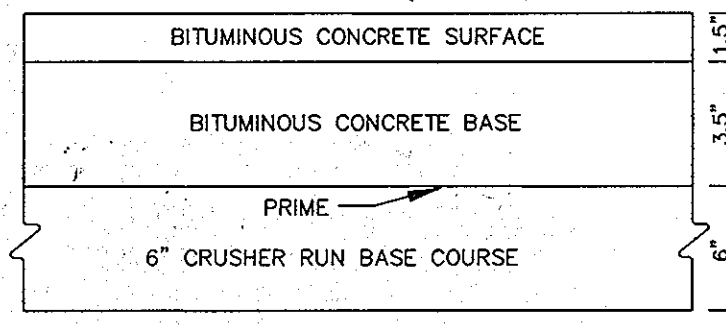 BITUMINOUS CONCRETE SURFACE
1.5"
BITUMINOUS CONCRETE BASE
3.5"
PRIME
6" CRUSHER RUN BASE COURSE
6"